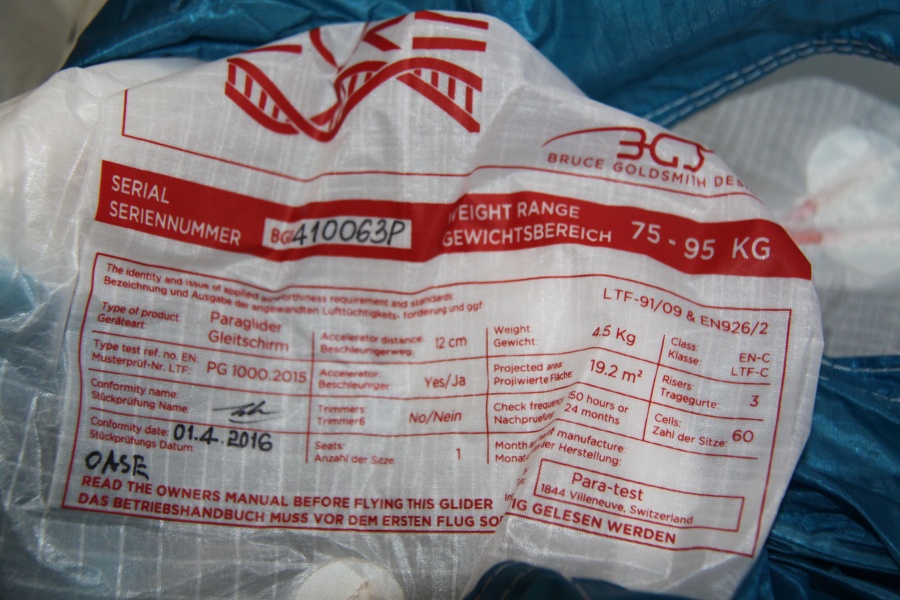 BGD
BRUCE GOLDSMITH DES
SERIAL
SERIENNUMMER
BG410063P
WEIGHT RANGE
GEWICHTSBEREICH
75 - 95 KG
The identity and issue of applied airworthiness requirement and standards:
Bezeichnung und Ausgabe der angewandten Luftüchtigkeits- forderung und ggf:
LTF-91/09 & EN926/2
Type of product:
Geräteart:
Paraglider
Gleitschirm
Type test ref. no. EN:
Musterprüf-Nr. LTF:
PG 1000.2015
Conformity name:
Stückprüfung Name:
Conformity date:
Stückprüfungs Datum:
01.4.2016
OASE
Accelerator distance:
Beschleunigerweg:
12 cm
Accelerator:
Beschleuniger:
Yes/Ja
Trimmers:
Trimmer6
No/Nein
Seats:
Anzahl der Sitze:
1
Weight:
Gewicht:
4.5 Kg
Projected area:
Projiwierte Fläche:
19.2 m²
Check frequency
Nachprüfung
150 hours or
24 months
Month of manufacture:
Monat der Herstellung:
Class:
Klasse:
EN-C
LTF-C
Risers:
Tragegurte:
3
Cells:
Zahl der Sitze:
60
Para-test
1844 Villeneuve, Switzerland
READ THE OWNERS MANUAL BEFORE FLYING THIS GLIDER
DAS BETRIEBSHANDBUCH MUSS VOR DEM ERSTEN FLUG SO
NG GELESEN WERDEN